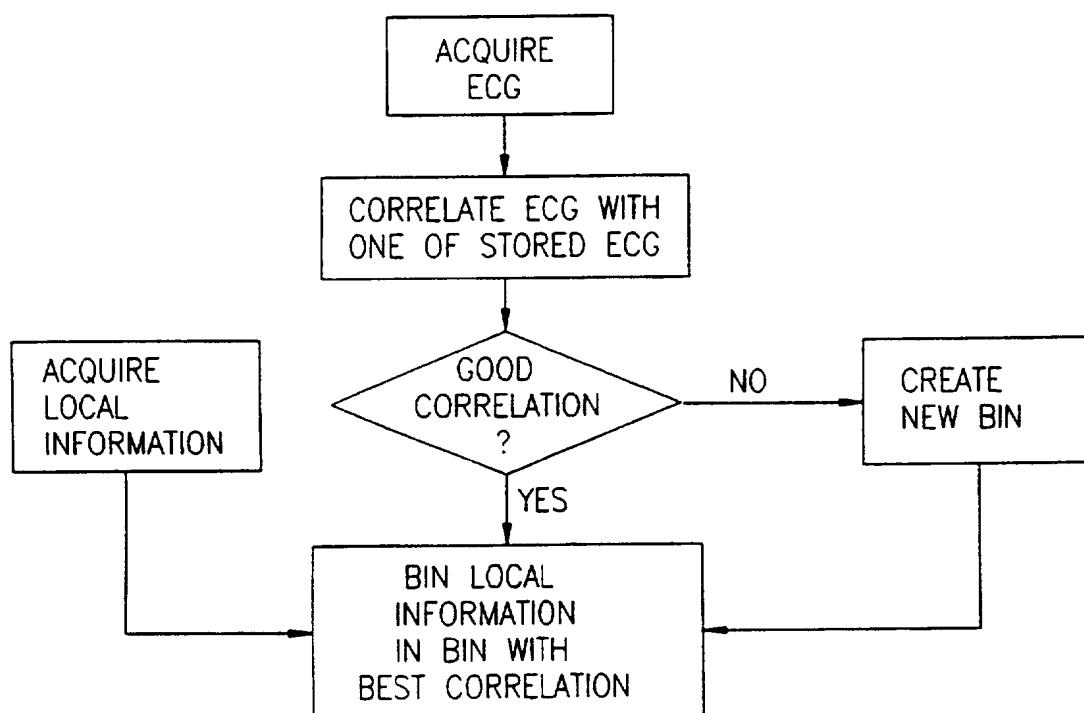 ACQUIRE
ECG
CORRELATE ECG WITH
ONE OF STORED ECG
ACQUIRE
LOCAL
INFORMATION
GOOD
CORRELATION
?
NO
CREATE
NEW BIN
YES
BIN LOCAL
INFORMATION
IN BIN WITH
BEST CORRELATION